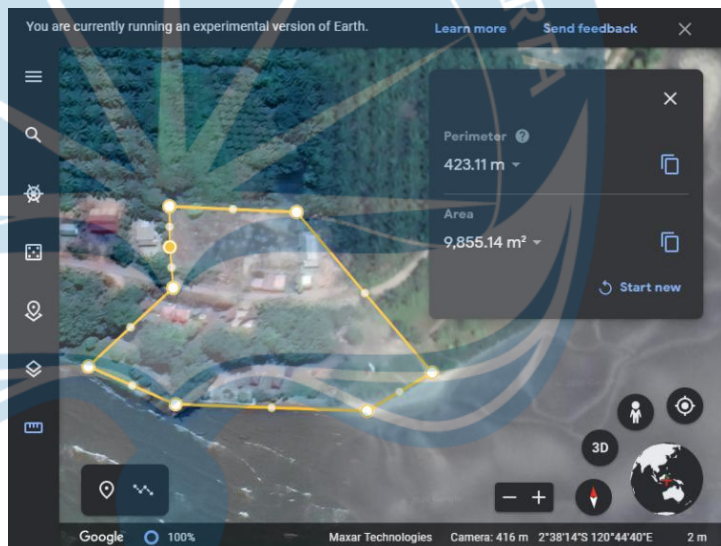 You are currently running an experimental version of Earth. Learn more Send feedback
RA
Perimeter
423.11 m
Area
9,855.14 m²
Start new
3D
Google 100% Maxar Technologies Camera: 416 m 2°38'14"S 120°44'40"E 2 m